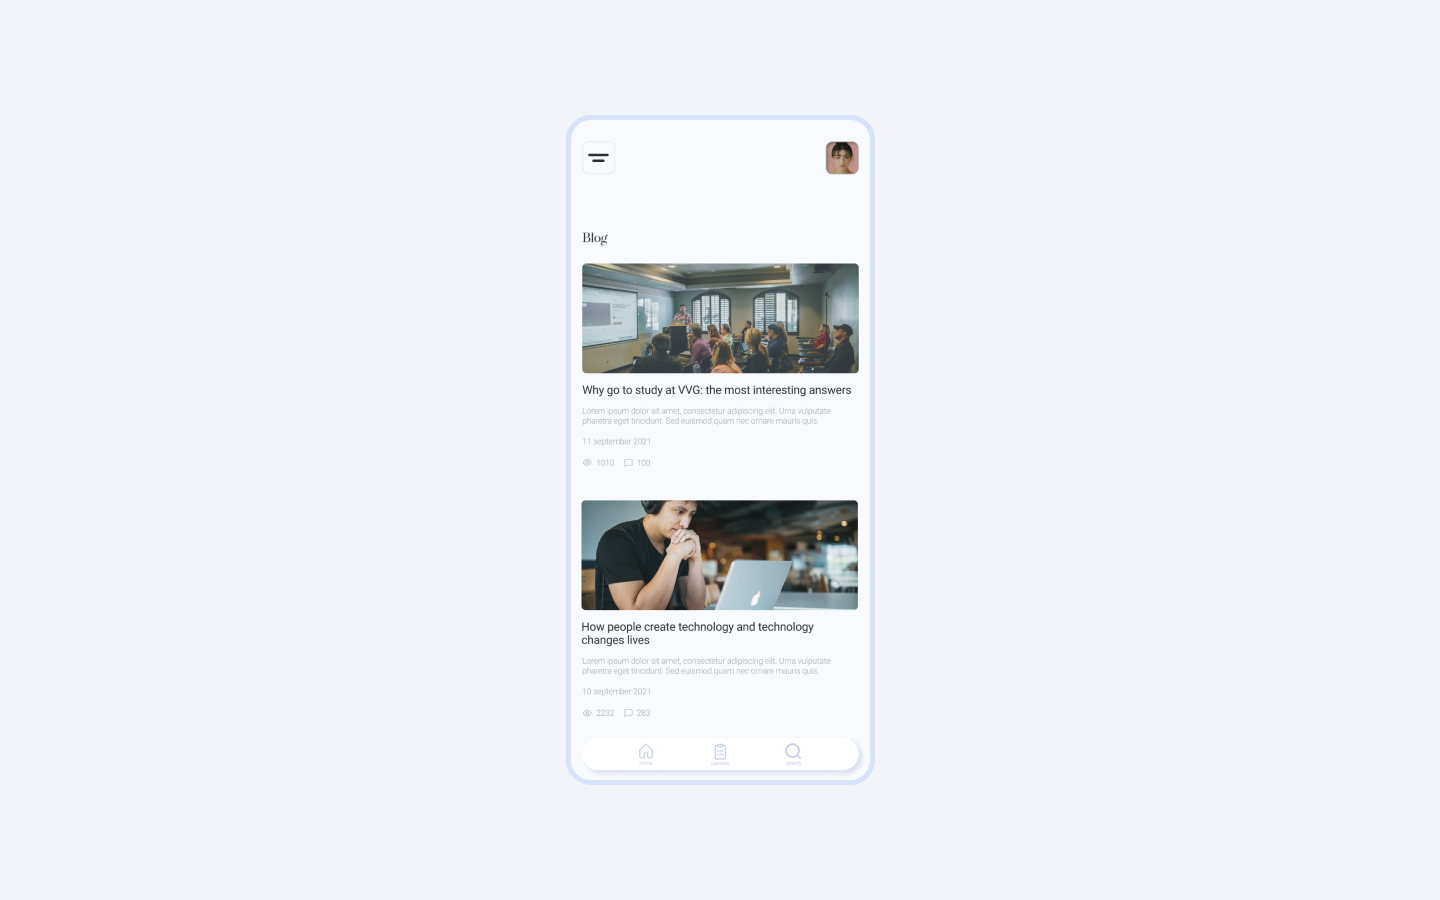 Blog
Why go to study at VVG: the most interesting answers
Lorem ipsum dolor sit amet, consectetur adipiscing elit. Urna vulputate
pharetra eget tincidunt. Sed euismod quam nec ornare mauris quis.
11 september 2021
1010 100
How people create technology and technology
changes lives
Lorem ipsum dolor sit amet, consectetur adipiscing elit. Urna vulputate
pharetra eget tincidunt. Sed euismod quam nec ornare mauris quis.
10 september 2021
2232 283
Home Search